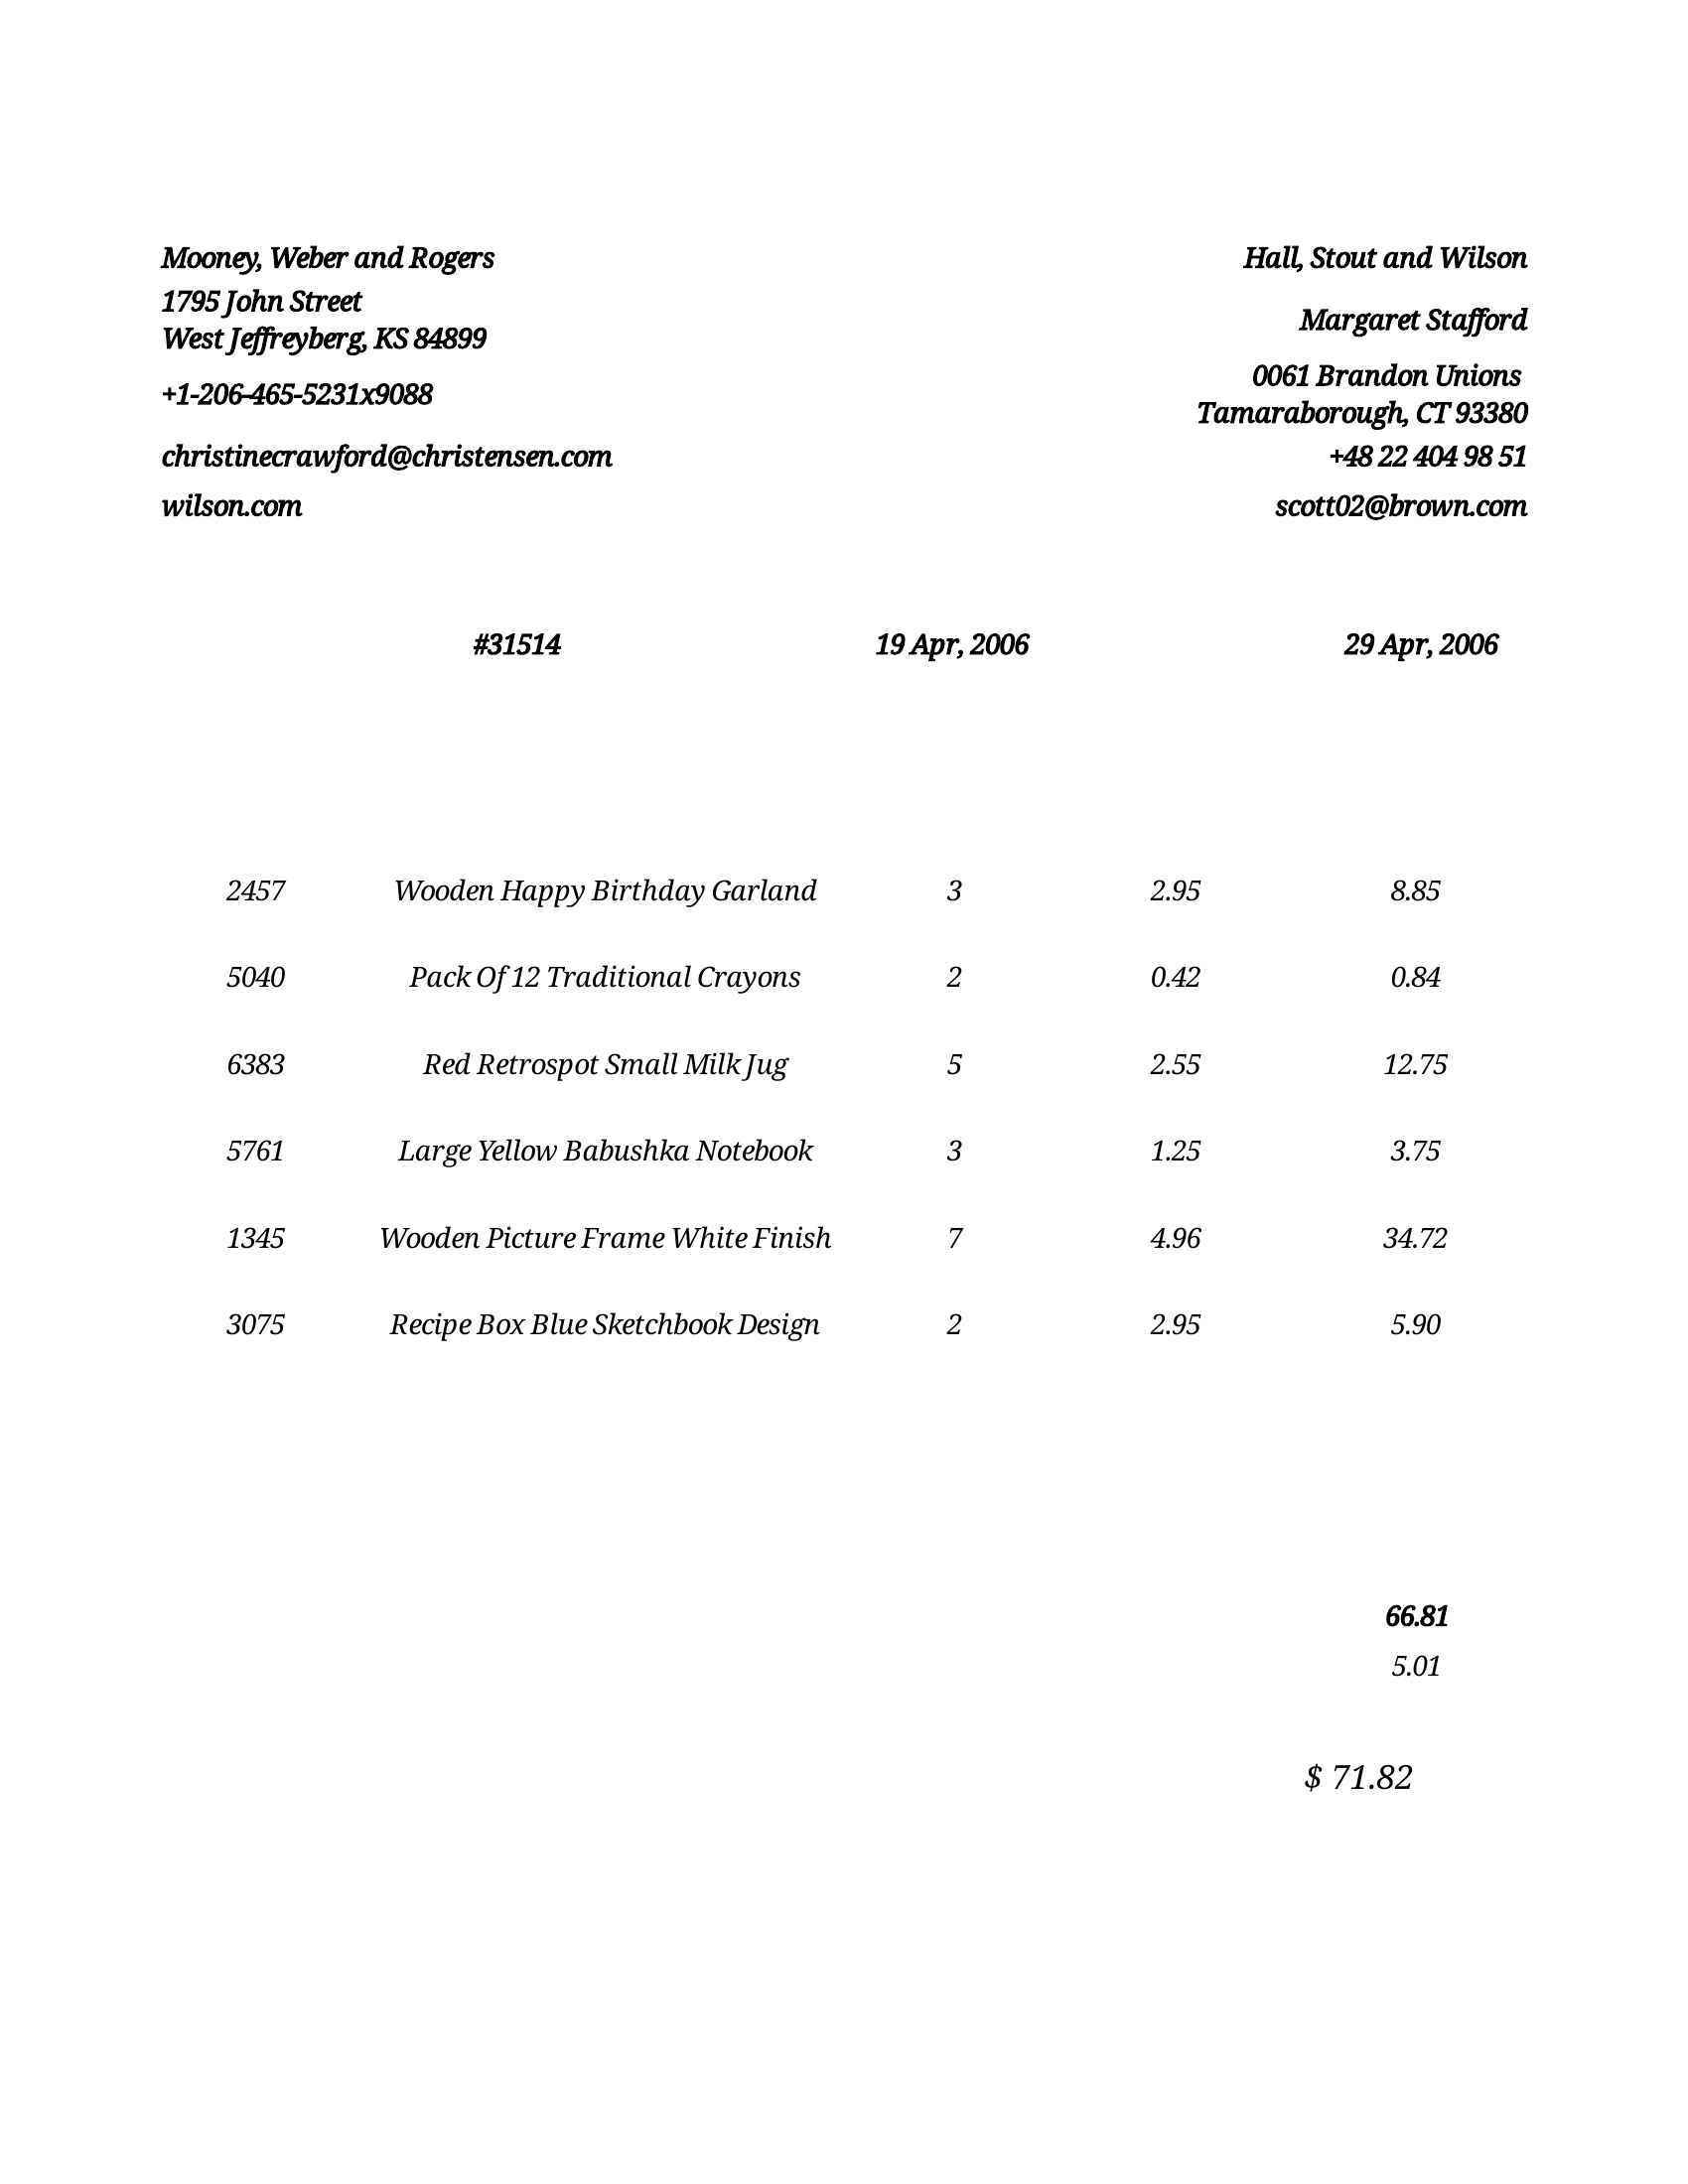 Mooney, Weber and Rogers
1795 John Street
West Jeffreyberg, KS 84899
+1-206-465-5231x9088
christinecrawford@christensen.com
wilson.com
Hall, Stout and Wilson
Margaret Stafford
0061 Brandon Unions
Tamaraborough, CT 93380
+48 22 404 98 51
scott02@brown.com
#31514 19 Apr, 2006 29 Apr, 2006
2457 Wooden Happy Birthday Garland 3 2.95 8.85
5040 Pack Of 12 Traditional Crayons 2 0.42 0.84
6383 Red Retrospot Small Milk Jug 5 2.55 12.75
5761 Large Yellow Babushka Notebook 3 1.25 3.75
1345 Wooden Picture Frame White Finish 7 4.96 34.72
3075 Recipe Box Blue Sketchbook Design 2 2.95 5.90
66.81
5.01
$ 71.82